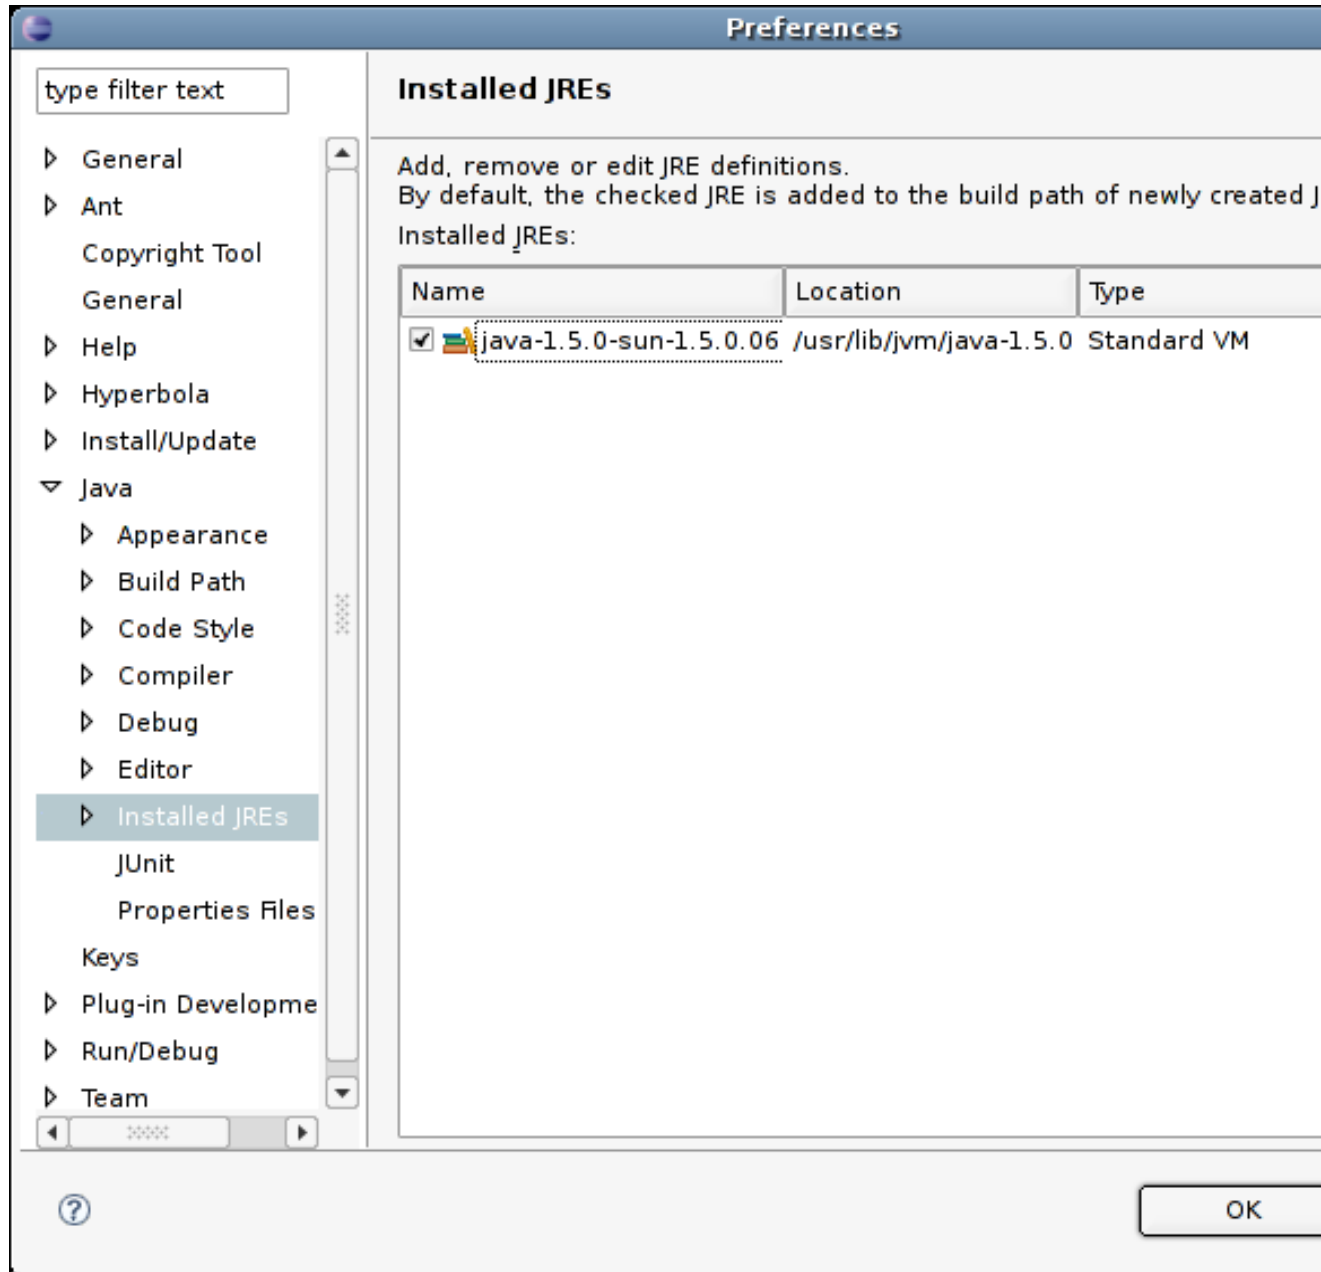 Preferences
type filter text
General
Ant
Copyright Tool
General
Help
Hyperbola
Install/Update
Java
Appearance
Build Path
Code Style
Compiler
Debug
Editor
Installed JREs
JUnit
Properties Files
Keys
Plug-in Developme
Run/Debug
Team
Installed JREs
Add, remove or edit JRE definitions.
By default, the checked JRE is added to the build path of newly created J
Installed JREs:
Name Location Type
java-1.5.0-sun-1.5.0.06 /usr/lib/jvm/java-1.5.0 Standard VM
OK